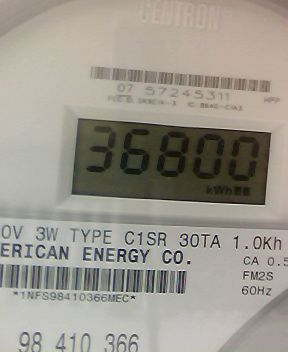 CENTRON
07 57245311
36800
kWh
0V 3W TYPE C1SR 30TA 1.0Kh
ERICAN ENERGY CO.
CA 0.5
FM2S
60Hz
*1NFS98410366MEC*
98 410 366